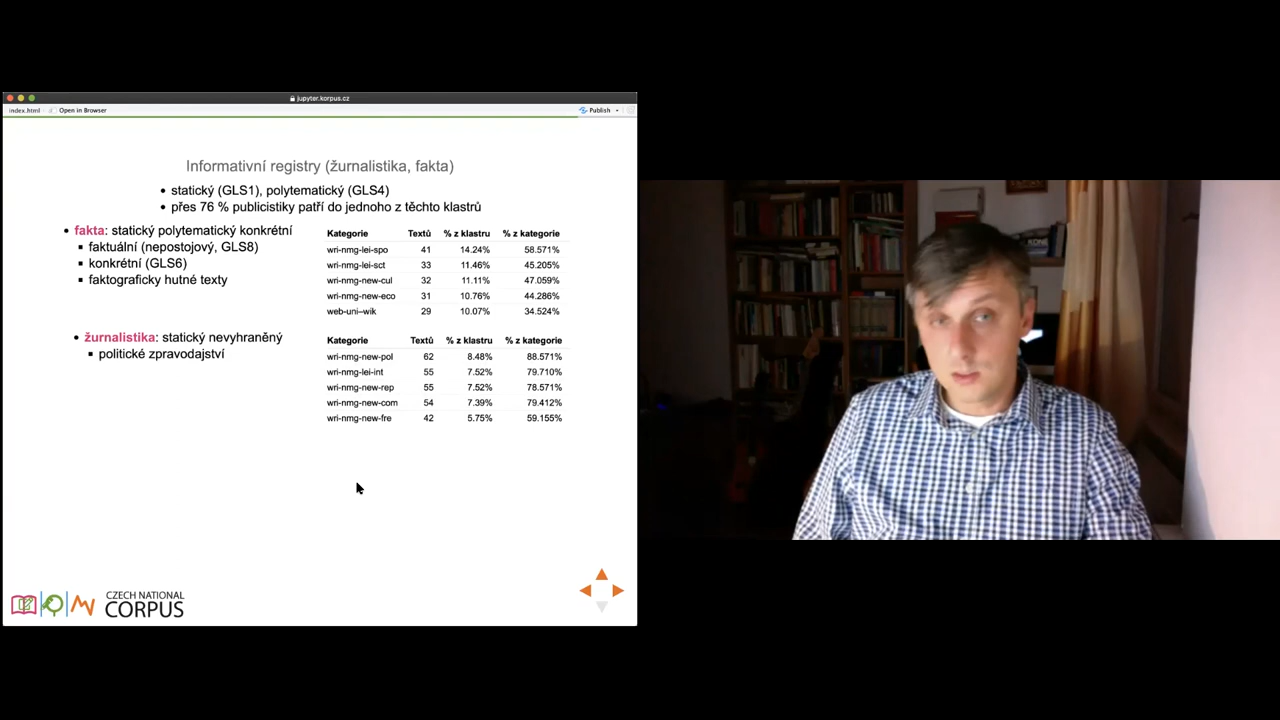 jupyter.korpus.cz
index.html
Open in Browser
Publish
Informativní registry (žurnalistika, fakta)
• statický (GLS1), polytematický (GLS4)
• přes 76 % publicistiky patří do jednoho z těchto klastrů
• fakta: statický polytematický konkrétní
▪ faktuální (nepostojový, GLS8)
▪ konkrétní (GLS6)
▪ faktograficky hutné texty
Kategorie Textů % z klastru % z kategorie
wri-nmg-lei-spo 41 14.24% 58.571%
wri-nmg-lei-sct 33 11.46% 45.205%
wri-nmg-new-cul 32 11.11% 47.059%
wri-nmg-new-eco 31 10.76% 44.286%
web-uni–wik 29 10.07% 34.524%
• žurnalistika: statický nevyhraněný
▪ politické zpravodajství
Kategorie Textů % z klastru % z kategorie
wri-nmg-new-pol 62 8.48% 88.571%
wri-nmg-lei-int 55 7.52% 79.710%
wri-nmg-new-rep 55 7.52% 78.571%
wri-nmg-new-com 54 7.39% 79.412%
wri-nmg-new-fre 42 5.75% 59.155%
CZECH NATIONAL
CORPUS